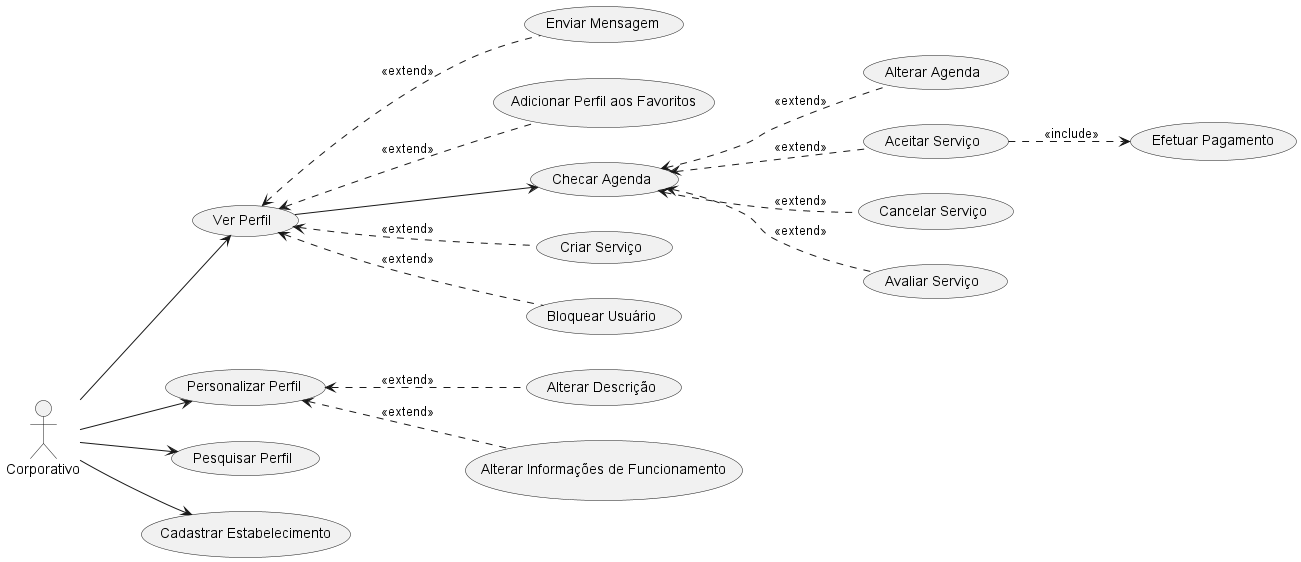 Enviar Mensagem
«extend»
Adicionar Perfil aos Favoritos
«extend»
Alterar Agenda
«extend»
Aceitar Serviço
«extend»
«include»
Efetuar Pagamento
Checar Agenda
Ver Perfil
Cancelar Serviço
«extend»
Criar Serviço
«extend»
Avaliar Serviço
«extend»
Bloquear Usuário
«extend»
Personalizar Perfil
«extend»
Alterar Descrição
«extend»
Alterar Informações de Funcionamento
Pesquisar Perfil
Corporativo
Cadastrar Estabelecimento